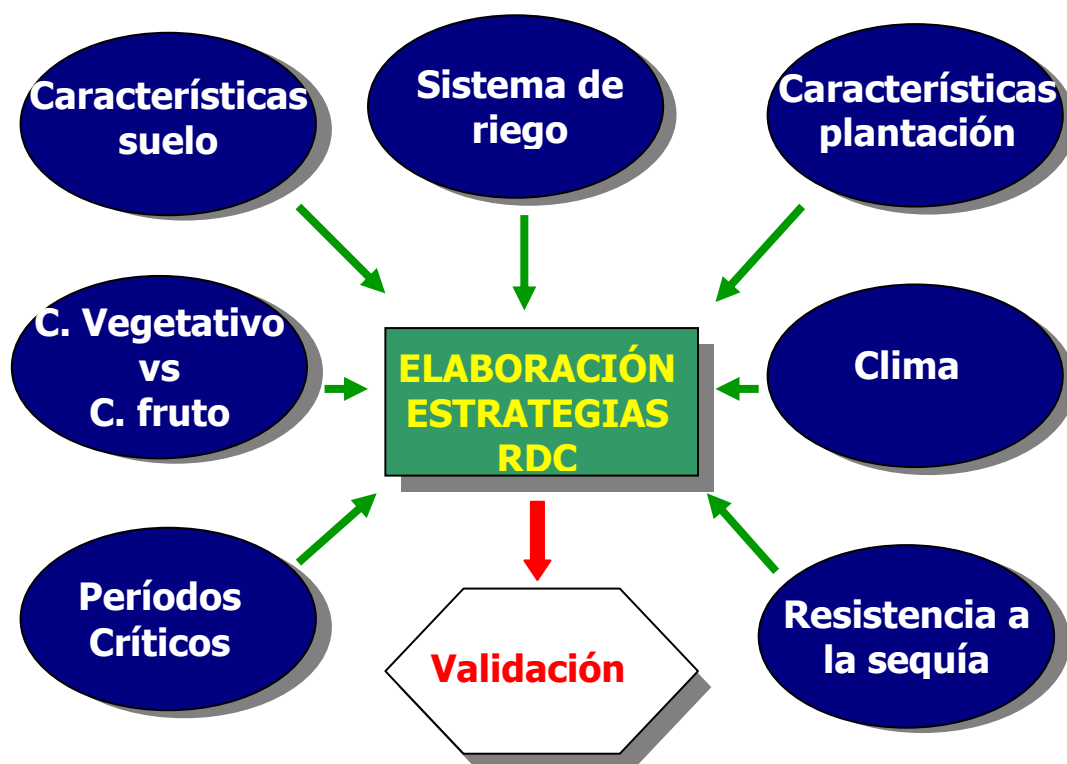 Características
suelo
Sistema de
riego
Características
plantación
C. Vegetativo
vs
C. fruto
ELABORACIÓN
ESTRATEGIAS
RDC
Clima
Períodos
Críticos
Validación
Resistencia a
la sequía